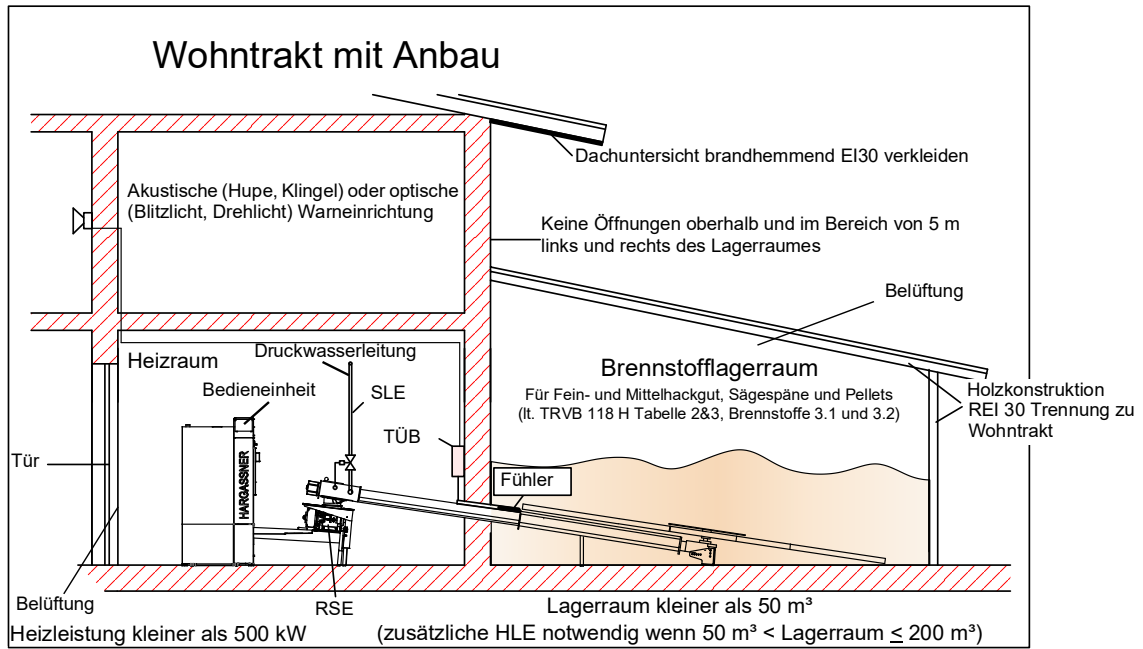 Wohntrakt mit Anbau
Dachuntersicht brandhemmend EI30 verkleiden
Akustische (Hupe, Klingel) oder optische
(Blitzlicht, Drehlicht) Warneinrichtung
Keine Öffnungen oberhalb und im Bereich von 5 m
links und rechts des Lagerraumes
Belüftung
Heizraum
Druckwasserleitung
Bedieneinheit
SLE
TÜB
Brennstofflagerraum
Für Fein- und Mittelhackgut, Sägespäne und Pellets
(lt. TRVB 118 H Tabelle 2&3, Brennstoffe 3.1 und 3.2)
Holzkonstruktion
REI 30 Trennung zu
Wohntrakt
Tür
HARGASSNER
Fühler
Belüftung
RSE
Lagerraum kleiner als 50 m³
Heizleistung kleiner als 500 kW
(zusätzliche HLE notwendig wenn 50 m³ < Lagerraum ≤ 200 m³)